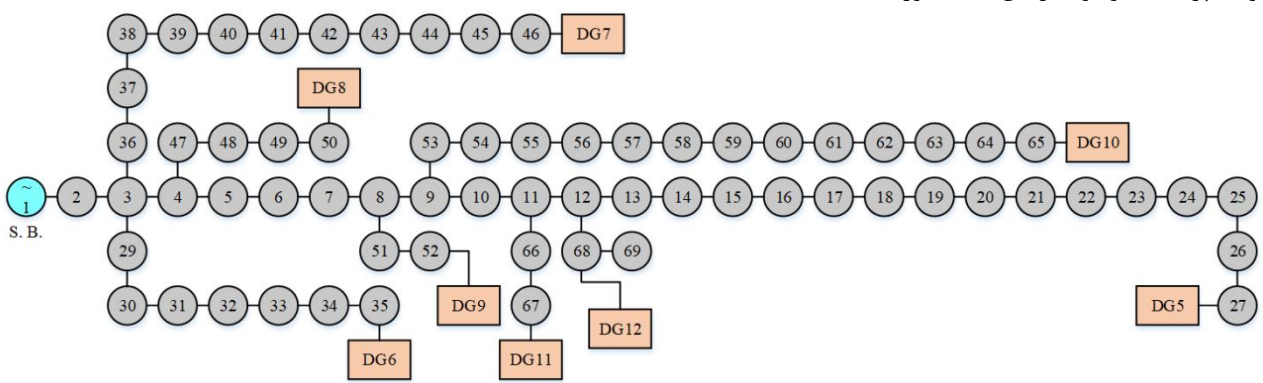 38 39 40 41 42 43 44 45 46 DG7
37 DG8
36 47 48 49 50 53 54 55 56 57 58 59 60 61 62 63 64 65 DG10
~
1 2 3 4 5 6 7 8 9 10 11 12 13 14 15 16 17 18 19 20 21 22 23 24 25
S. B.
29 51 52 66 68 69 26
30 31 32 33 34 35 DG9 67 DG5 27
DG12
DG6 DG11